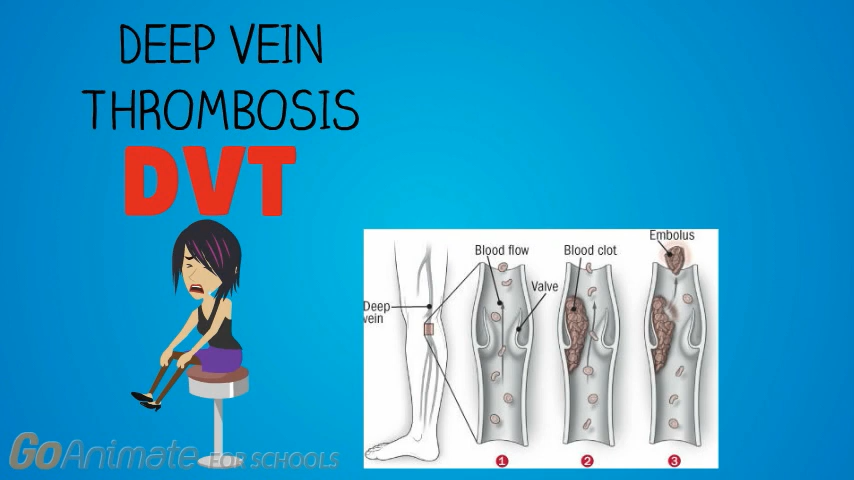 DEEP VEIN
THROMBOSIS
DVT
Embolus
Blood flow
Blood clot
Valve
Deep
vein
1
2
3
GoAnimate FOR SCHOOLS